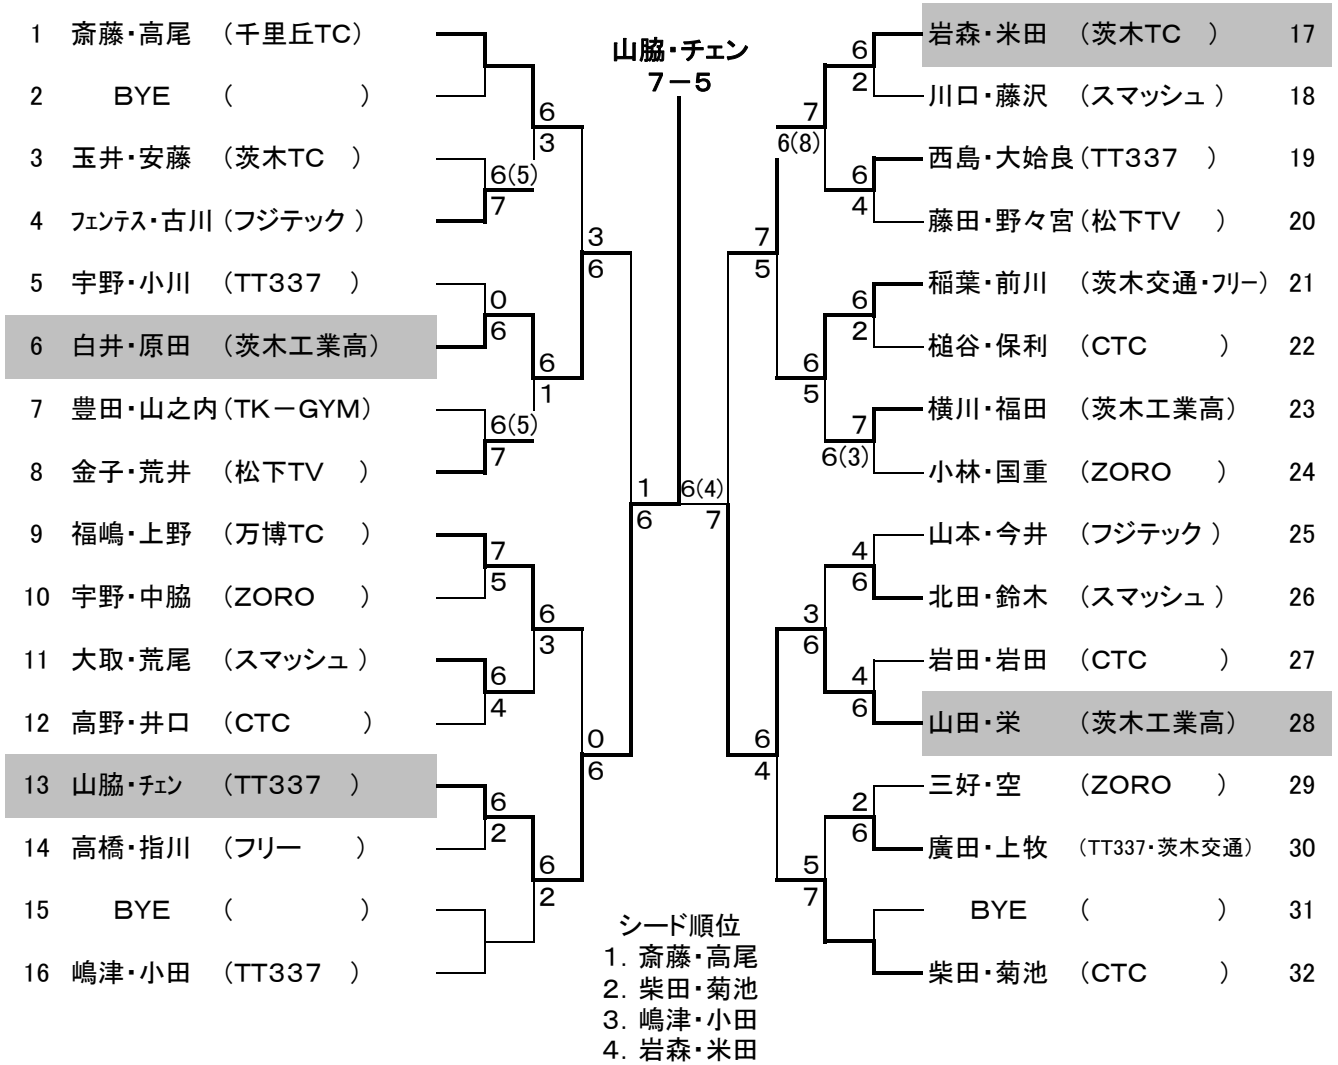 1 斎藤・高尾 (千里丘TC)
2 BYE ( )
3 玉井・安藤 (茨木TC )
4 フェンテス・古川 (フジテック )
5 宇野・小川 (TT337 )
6 白井・原田 (茨木工業高)
7 豊田・山之内 (TK-GYM)
8 金子・荒井 (松下TV )
9 福嶋・上野 (万博TC )
10 宇野・中脇 (ZORO )
11 大取・荒尾 (スマッシュ )
12 高野・井口 (CTC )
13 山脇・チェン (TT337 )
14 高橋・指川 (フリー )
15 BYE ( )
16 嶋津・小田 (TT337 )
6(5)
7
0
6
6(5)
7
7
5
6
4
6
2
6
3
6
1
6
3
6
2
3
6
0
6
1
6
山脇・チェン
7-5
6(4)
7
7
5
6
4
7
6(8)
6
5
3
6
5
7
6
2
6
4
6
2
7
6(3)
4
6
4
6
2
6
岩森・米田 (茨木TC ) 17
川口・藤沢 (スマッシュ ) 18
西島・大始良 (TT337 ) 19
藤田・野々宮 (松下TV ) 20
稲葉・前川 (茨木交通・フリー) 21
槌谷・保利 (CTC ) 22
横川・福田 (茨木工業高) 23
小林・国重 (ZORO ) 24
山本・今井 (フジテック ) 25
北田・鈴木 (スマッシュ ) 26
岩田・岩田 (CTC ) 27
山田・栄 (茨木工業高) 28
三好・空 (ZORO ) 29
廣田・上牧 (TT337・茨木交通) 30
BYE ( ) 31
柴田・菊池 (CTC ) 32
シード順位
1. 斎藤・高尾
2. 柴田・菊池
3. 嶋津・小田
4. 岩森・米田